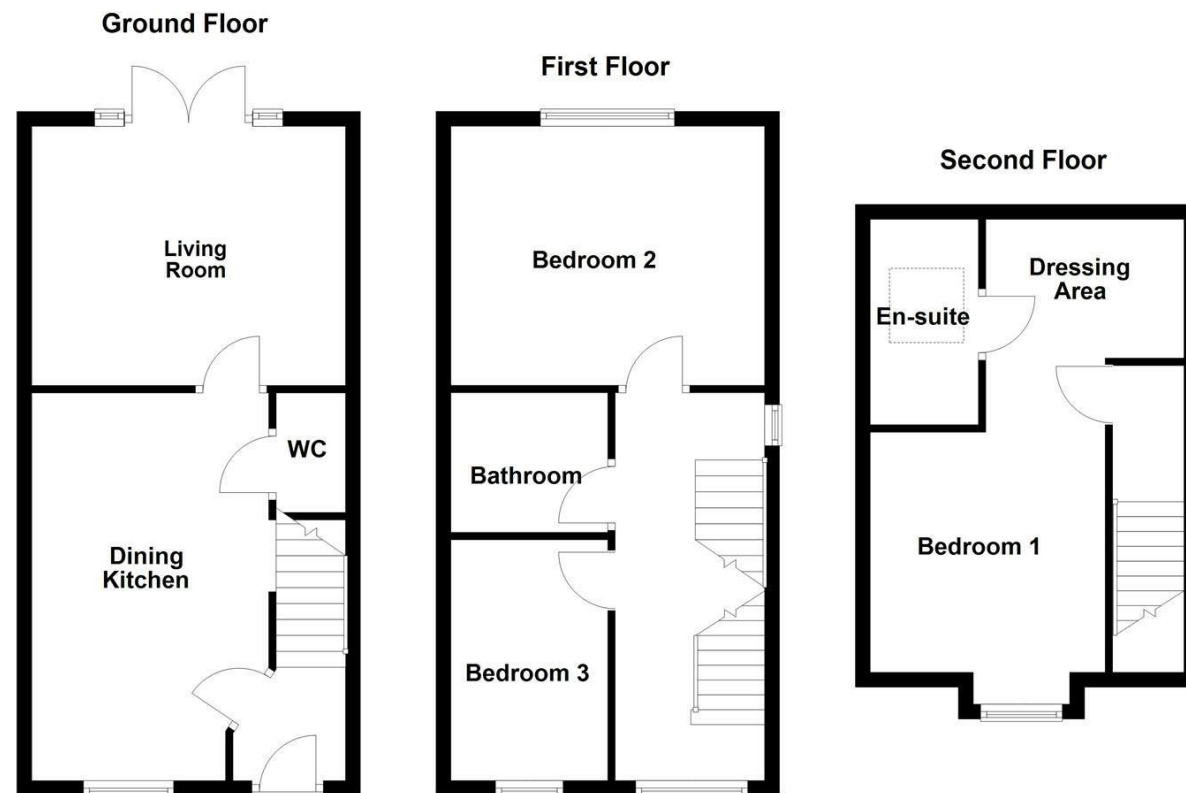 Ground Floor
Living
Room
WC
Dining
Kitchen
First Floor
Bedroom 2
Bathroom
Bedroom 3
Second Floor
Dressing
Area
En-suite
Bedroom 1